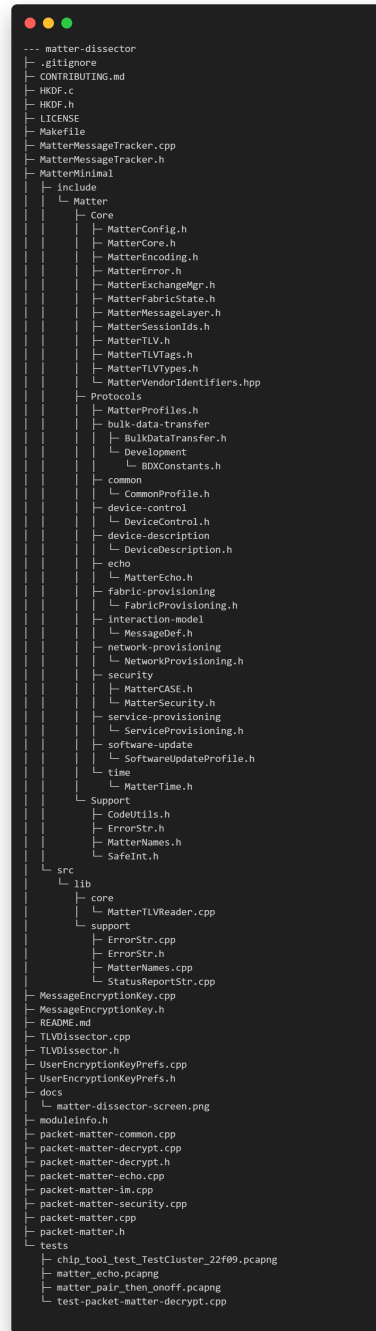 --- matter-dissector
├─ .gitignore
├─ CONTRIBUTING.md
├─ HKDF.c
├─ HKDF.h
├─ LICENSE
├─ Makefile
├─ MatterMessageTracker.cpp
├─ MatterMessageTracker.h
├─ MatterMinimal
│  ├─ include
│  │  └─ Matter
│  │     ├─ Core
│  │     │  ├─ MatterConfig.h
│  │     │  ├─ MatterCore.h
│  │     │  ├─ MatterEncoding.h
│  │     │  ├─ MatterError.h
│  │     │  ├─ MatterExchangeMgr.h
│  │     │  ├─ MatterFabricState.h
│  │     │  ├─ MatterMessageLayer.h
│  │     │  ├─ MatterSessionIds.h
│  │     │  ├─ MatterTLV.h
│  │     │  ├─ MatterTLVTags.h
│  │     │  ├─ MatterTLVTypes.h
│  │     │  └─ MatterVendorIdentifiers.hpp
│  │     ├─ Protocols
│  │     │  ├─ MatterProfiles.h
│  │     │  ├─ bulk-data-transfer
│  │     │  │  ├─ BulkDataTransfer.h
│  │     │  │  └─ Development
│  │     │  │     └─ BDXConstants.h
│  │     │  ├─ common
│  │     │  │  └─ CommonProfile.h
│  │     │  ├─ device-control
│  │     │  │  └─ DeviceControl.h
│  │     │  ├─ device-description
│  │     │  │  └─ DeviceDescription.h
│  │     │  ├─ echo
│  │     │  │  └─ MatterEcho.h
│  │     │  ├─ fabric-provisioning
│  │     │  │  └─ FabricProvisioning.h
│  │     │  ├─ interaction-model
│  │     │  │  └─ MessageDef.h
│  │     │  ├─ network-provisioning
│  │     │  │  └─ NetworkProvisioning.h
│  │     │  ├─ security
│  │     │  │  ├─ MatterCASE.h
│  │     │  │  └─ MatterSecurity.h
│  │     │  ├─ service-provisioning
│  │     │  │  └─ ServiceProvisioning.h
│  │     │  ├─ software-update
│  │     │  │  └─ SoftwareUpdateProfile.h
│  │     │  └─ time
│  │     │     └─ MatterTime.h
│  │     └─ Support
│  │        ├─ CodeUtils.h
│  │        ├─ ErrorStr.h
│  │        ├─ MatterNames.h
│  │        └─ SafeInt.h
│  └─ src
│     └─ lib
│        ├─ core
│        │  └─ MatterTLVReader.cpp
│        └─ support
│           ├─ ErrorStr.cpp
│           ├─ ErrorStr.h
│           ├─ MatterNames.cpp
│           └─ StatusReportStr.cpp
├─ MessageEncryptionKey.cpp
├─ MessageEncryptionKey.h
├─ README.md
├─ TLVDissector.cpp
├─ TLVDissector.h
├─ UserEncryptionKeyPrefs.cpp
├─ UserEncryptionKeyPrefs.h
├─ docs
│  └─ matter-dissector-screen.png
├─ moduleinfo.h
├─ packet-matter-common.cpp
├─ packet-matter-decrypt.cpp
├─ packet-matter-decrypt.h
├─ packet-matter-echo.cpp
├─ packet-matter-im.cpp
├─ packet-matter-security.cpp
├─ packet-matter.cpp
├─ packet-matter.h
└─ tests
   ├─ chip_tool_test_TestCluster_22f09.pcapng
   ├─ matter_echo.pcapng
   ├─ matter_pair_then_onoff.pcapng
   └─ test-packet-matter-decrypt.cpp